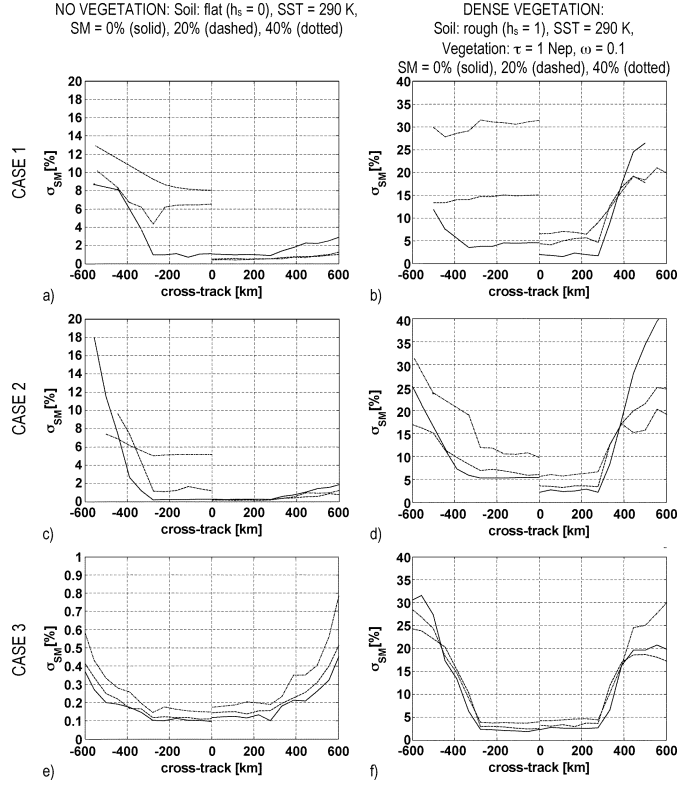 NO VEGETATION: Soil: flat (hs = 0), SST = 290 K,
SM = 0% (solid), 20% (dashed), 40% (dotted)
DENSE VEGETATION:
Soil: rough (hs = 1), SST = 290 K,
Vegetation: τ = 1 Nep, ω = 0.1
SM = 0% (solid), 20% (dashed), 40% (dotted)
CASE 1
σSM[%]
20
18
16
14
12
10
8
6
4
2
0
-600 -400 -200 0 200 400 600
cross-track [km]
a)
σSM[%]
40
35
30
25
20
15
10
5
0
-600 -400 -200 0 200 400 600
cross-track [km]
b)
CASE 2
σSM[%]
20
18
16
14
12
10
8
6
4
2
0
-600 -400 -200 0 200 400 600
cross-track [km]
c)
σSM[%]
40
35
30
25
20
15
10
5
0
-600 -400 -200 0 200 400 600
cross-track [km]
d)
CASE 3
σSM[%]
1
0.9
0.8
0.7
0.6
0.5
0.4
0.3
0.2
0.1
0
-600 -400 -200 0 200 400 600
cross-track [km]
e)
σSM[%]
40
35
30
25
20
15
10
5
0
-600 -400 -200 0 200 400 600
cross-track [km]
f)